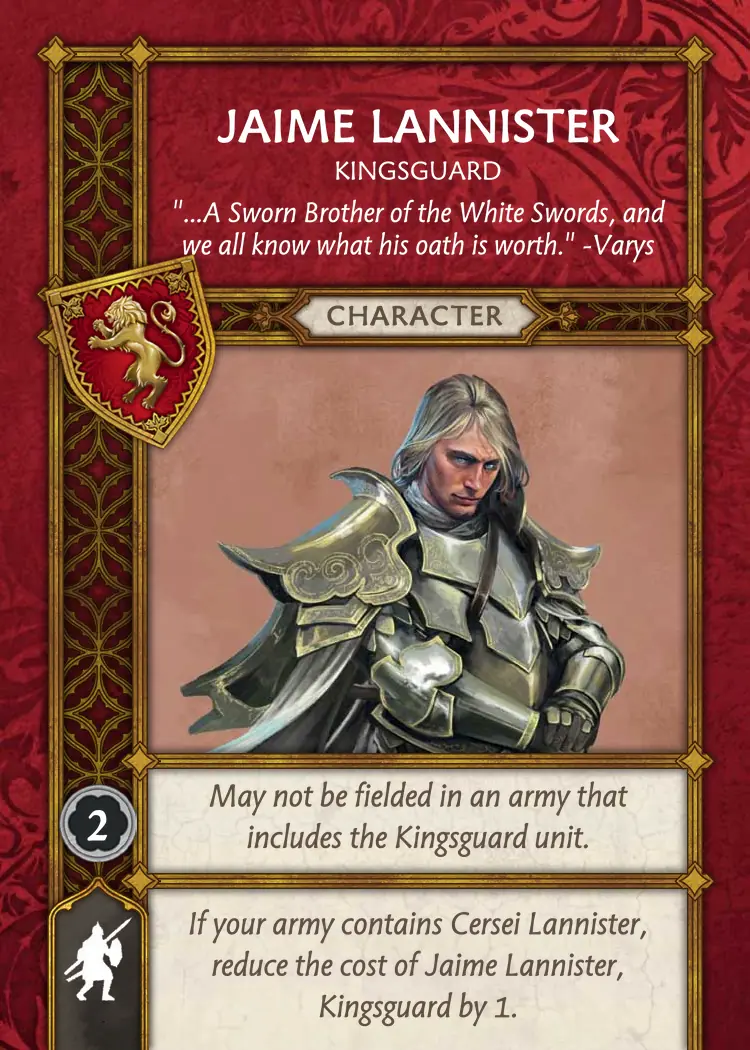 JAIME LANNISTER
KINGSGUARD
"...A Sworn Brother of the White Swords, and
we all know what his oath is worth." -Varys
CHARACTER
May not be fielded in an army that
includes the Kingsguard unit.
2
If your army contains Cersei Lannister,
reduce the cost of Jaime Lannister,
Kingsguard by 1.